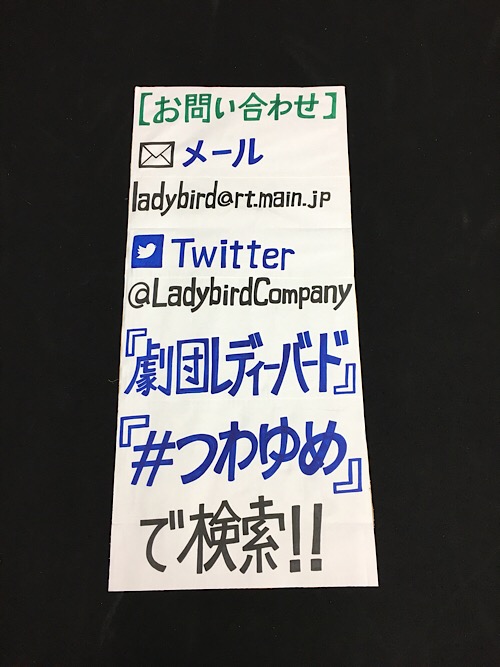 [お問い合わせ]
メール
ladybird@rt.main.jp
Twitter
@LadybirdCompany
『劇団レディーバード』
『#つわゆめ』
で検索!!